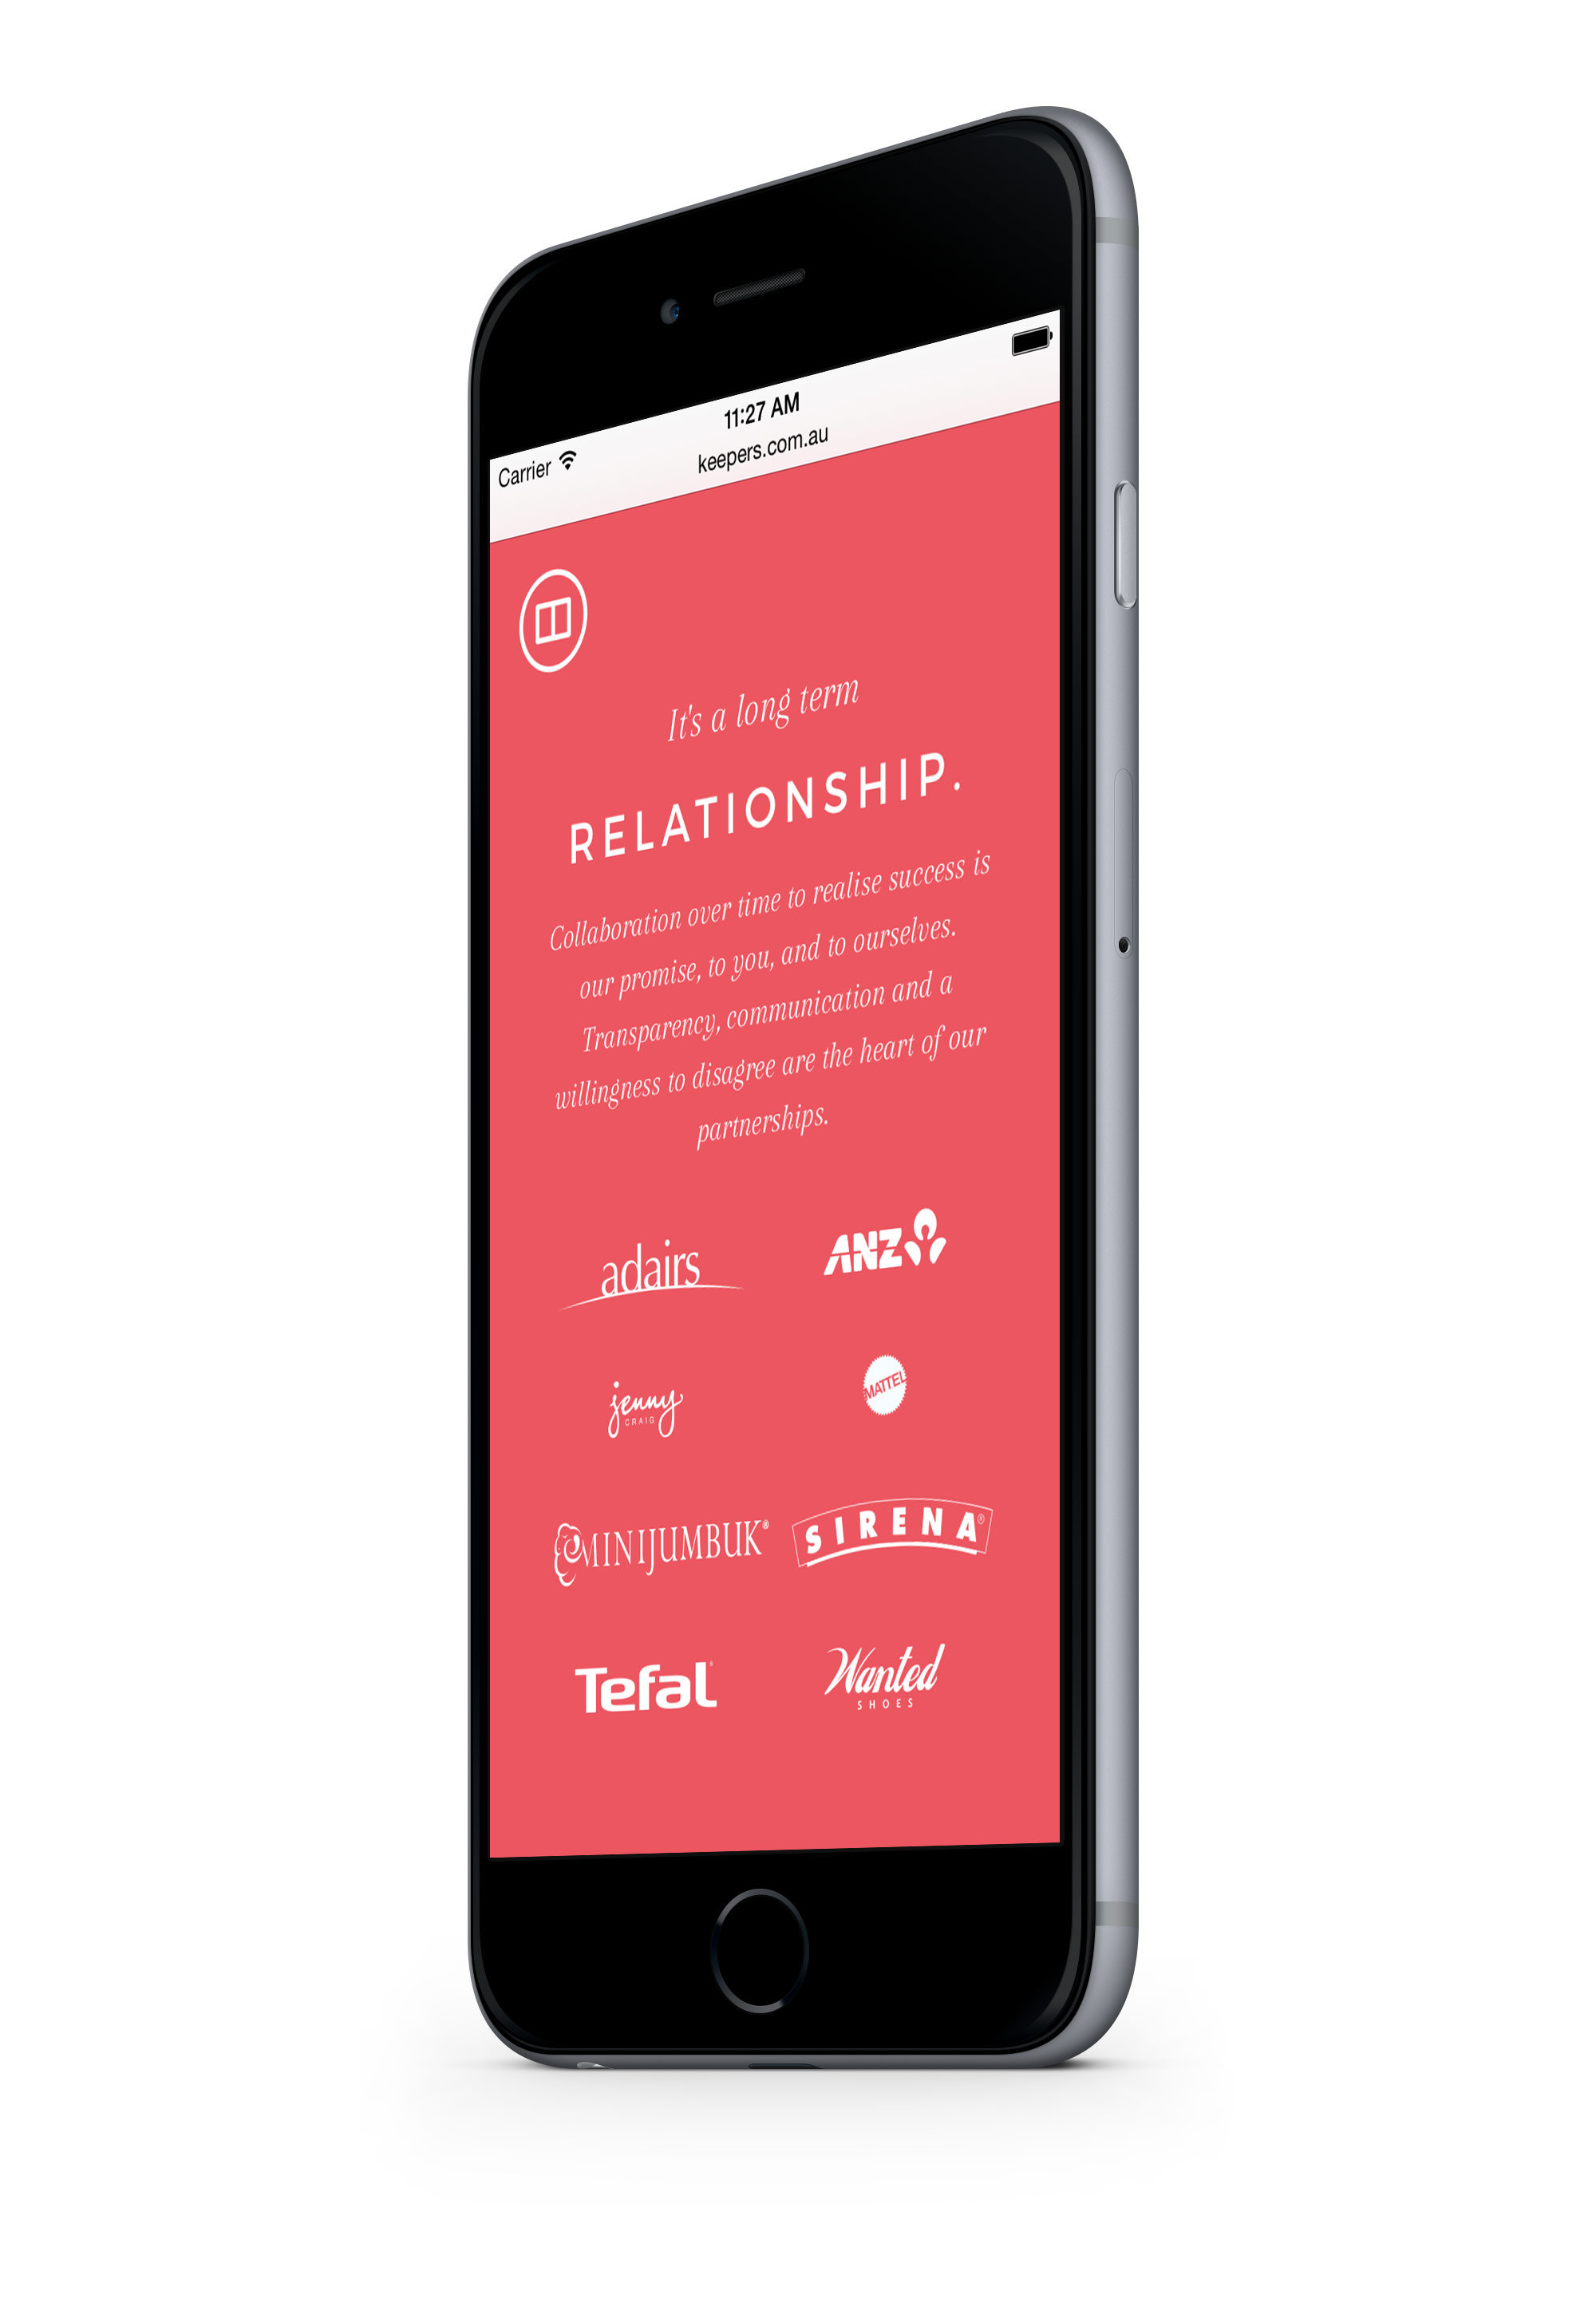 11:27 AM
Carrier
keepers.com.au
It's a long term
RELATIONSHIP.
Collaboration over time to realise success is
our promise, to you, and to ourselves.
Transparency, communication and a
willingness to disagree are the heart of our
partnerships.
adairs
ANZ
jenny
CRAIG
MATTEL
MINIJUMBUK®
SIRENA®
Tefal
Wanted
SHOES